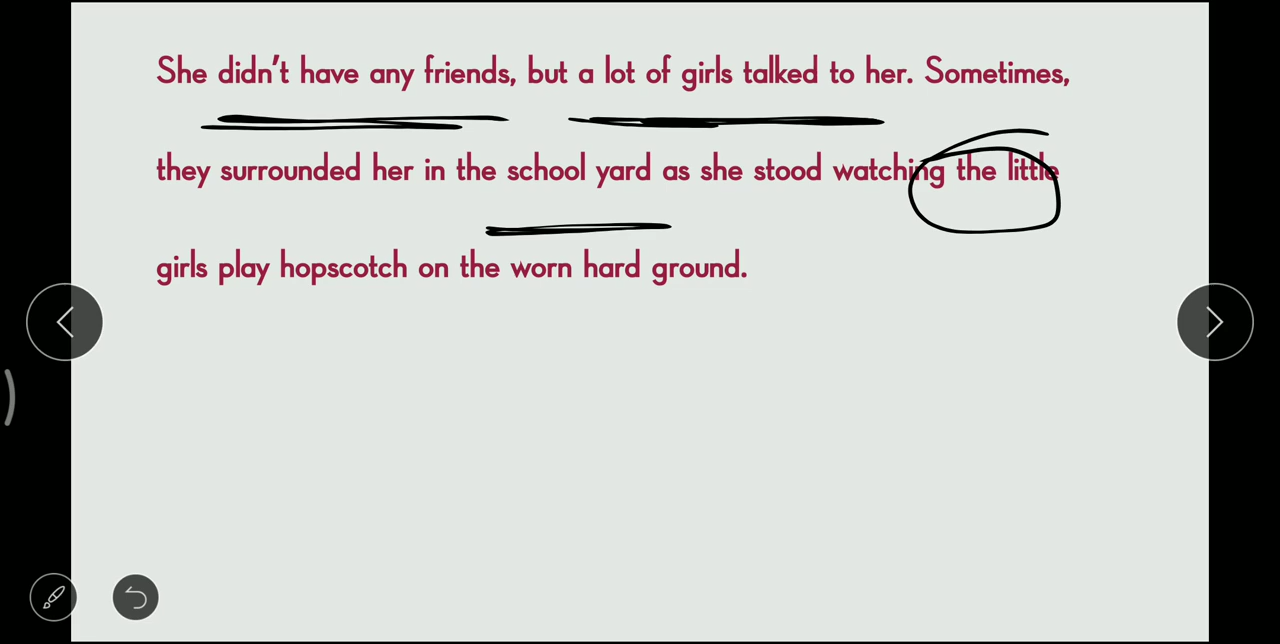 She didn't have any friends, but a lot of girls talked to her. Sometimes,
they surrounded her in the school yard as she stood watching the little
girls play hopscotch on the worn hard ground.